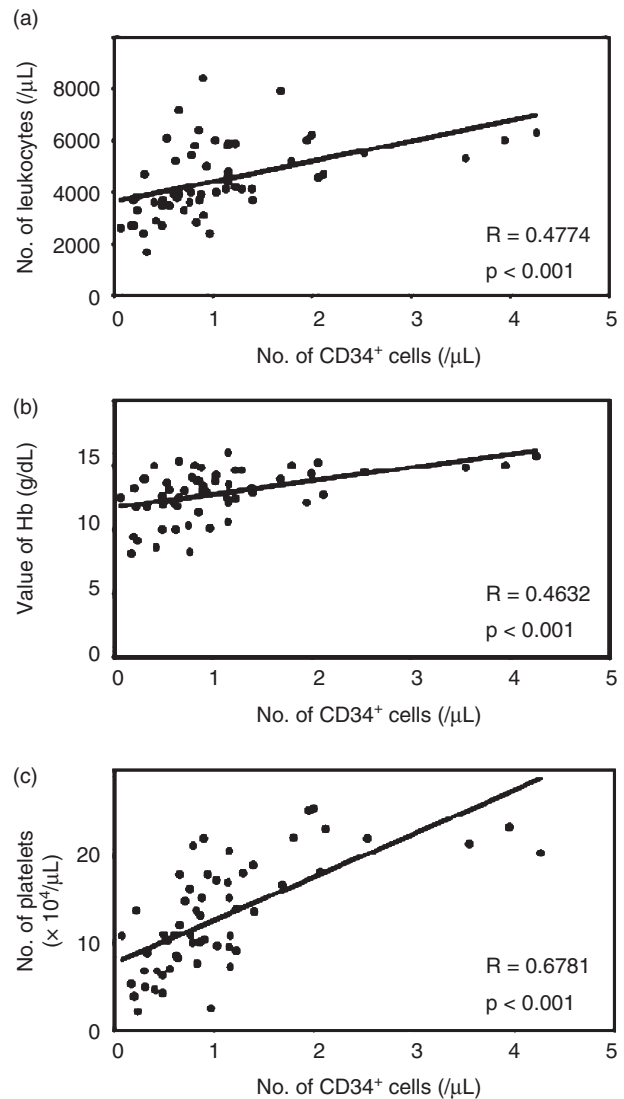 (a)
No. of leukocytes (/μL)
8000
6000
4000
2000
0
R = 0.4774
p < 0.001
0 1 2 3 4 5
No. of CD34⁺ cells (/μL)
(b)
Value of Hb (g/dL)
15
10
5
0
R = 0.4632
p < 0.001
0 1 2 3 4 5
No. of CD34⁺ cells (/μL)
(c)
No. of platelets
(× 10⁴/μL)
20
10
0
R = 0.6781
p < 0.001
0 1 2 3 4 5
No. of CD34⁺ cells (/μL)